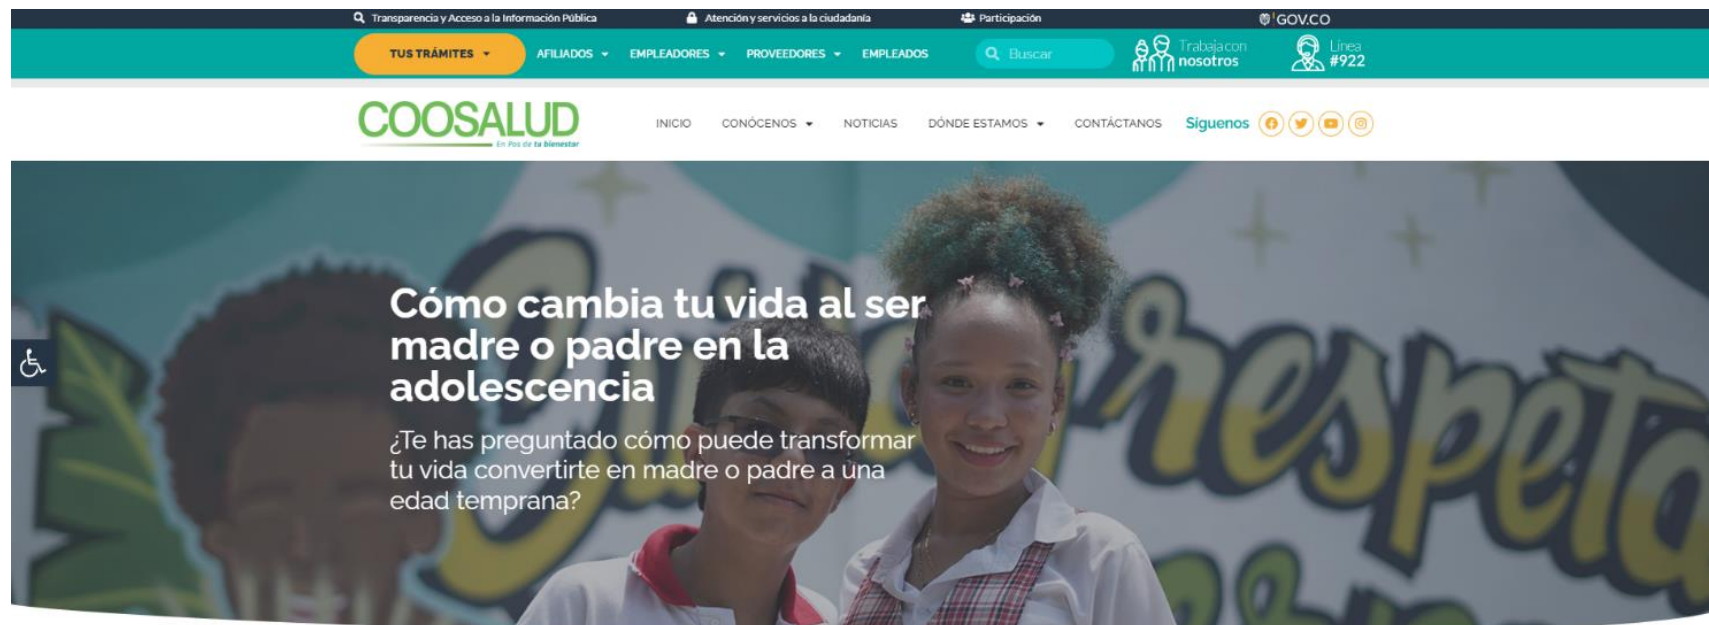 Transparencia y Acceso a la Información Pública
Atención y servicios a la ciudadanía
Participación
GOV.CO
TUS TRÁMITES
AFILIADOS
EMPLEADORES
PROVEEDORES
EMPLEADOS
Buscar
Trabaja con
nosotros
Línea
#922
COOSALUD
En Pos de tu bienestar
INICIO
CONÓCENOS
NOTICIAS
DÓNDE ESTAMOS
CONTÁCTANOS
Síguenos
Cómo cambia tu vida al ser
madre o padre en la
adolescencia
¿Te has preguntado cómo puede transformar
tu vida convertirte en madre o padre a una
edad temprana?
respeta